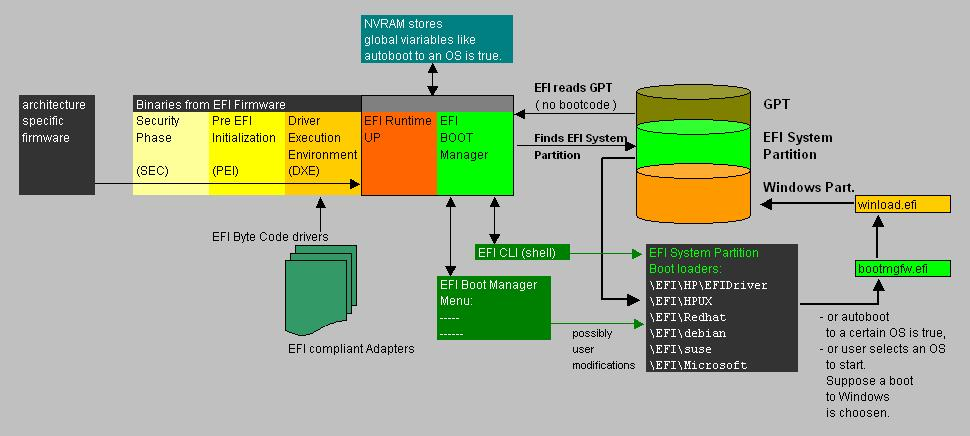 NVRAM stores
global viariables like
autoboot to an OS is true.
architecture
specific
firmware
Binaries from EFI Firmware
Security
Phase
(SEC)
Pre EFI
Initialization
(PEI)
Driver
Execution
Environment
(DXE)
EFI Runtime
UP
EFI
BOOT
Manager
EFI reads GPT
( no bootcode )
Finds EFI System
Partition
GPT
EFI System
Partition
Windows Part.
winload.efi
bootmgfw.efi
EFI Byte Code drivers
EFI compliant Adapters
EFI CLI (shell)
EFI Boot Manager
Menu:
-----
------
possibly
user
modifications
EFI System Partition
Boot loaders:
\EFI\HP\EFIDriver
\EFI\HPUX
\EFI\Redhat
\EFI\debian
\EFI\suse
\EFI\Microsoft
- or autoboot
to a certain OS is true,
- or user selects an OS
to start.
Suppose a boot
to Windows
is choosen.